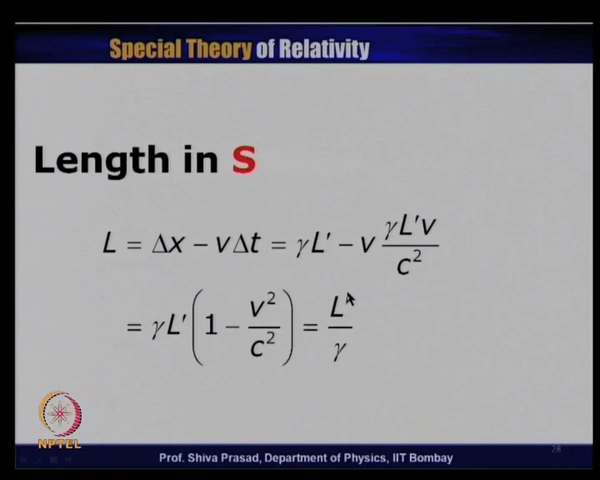 Special Theory of Relativity
Length in S
L = Δx − vΔt = γL' − v γL'v / c²
= γL' (1 − v² / c²) = L' / γ
NPTEL
28
Prof. Shiva Prasad, Department of Physics, IIT Bombay